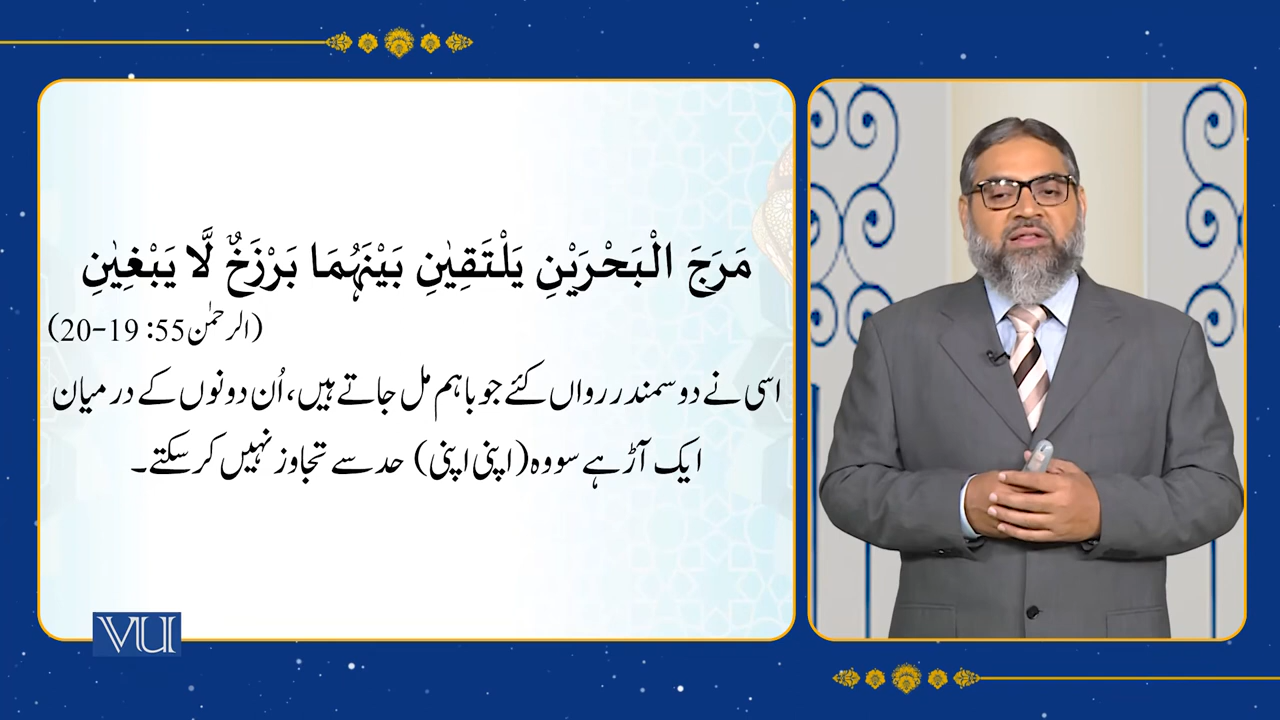 مَرَجَ الْبَحْرَيْنِ يَلْتَقِيٰنِ بَيْنَهُمَا بَرْزَخٌ لَّا يَبْغِيٰنِ
(الرحمٰن55: 19-20)
اسی نے دو سمندر رواں کئے جو باہم مل جاتے ہیں، اُن دونوں کے درمیان
ایک آڑ ہے سو وہ (اپنی اپنی) حد سے تجاوز نہیں کر سکتے۔
VU